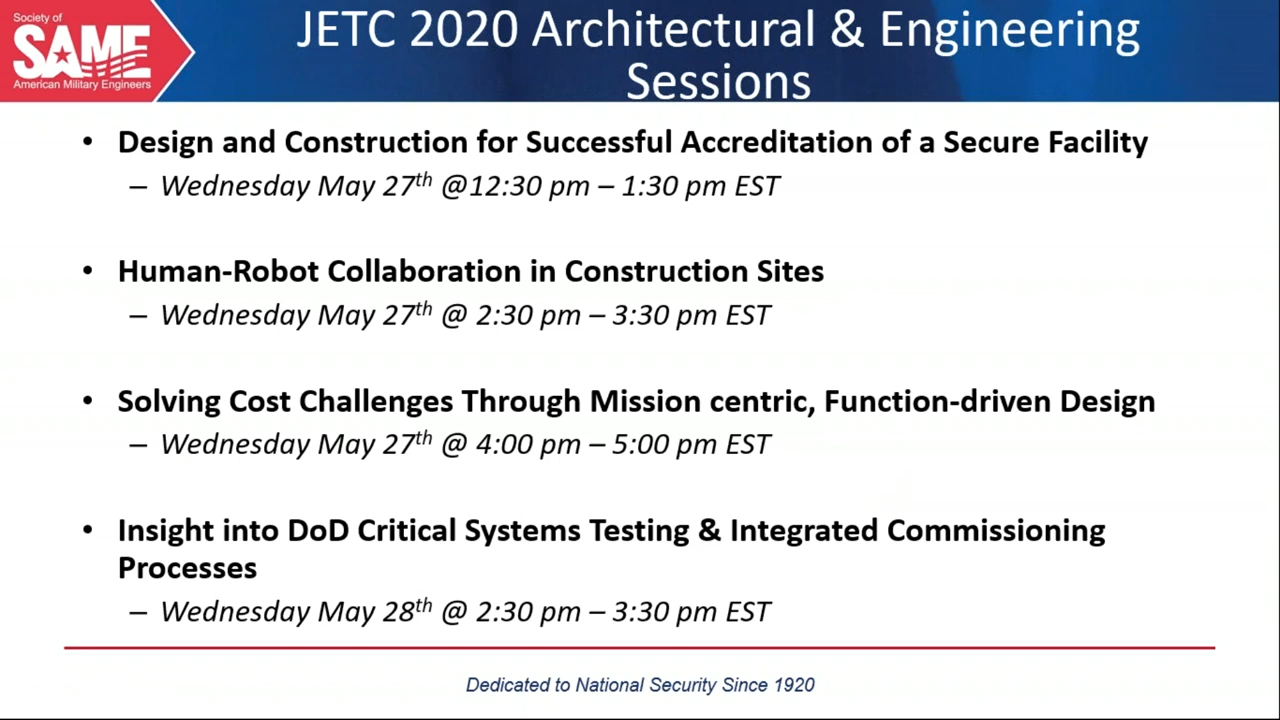 Society of
SAME
American Military Engineers
JETC 2020 Architectural & Engineering
Sessions
• Design and Construction for Successful Accreditation of a Secure Facility
– Wednesday May 27th @12:30 pm – 1:30 pm EST
• Human-Robot Collaboration in Construction Sites
– Wednesday May 27th @ 2:30 pm – 3:30 pm EST
• Solving Cost Challenges Through Mission centric, Function-driven Design
– Wednesday May 27th @ 4:00 pm – 5:00 pm EST
• Insight into DoD Critical Systems Testing & Integrated Commissioning
Processes
– Wednesday May 28th @ 2:30 pm – 3:30 pm EST
Dedicated to National Security Since 1920